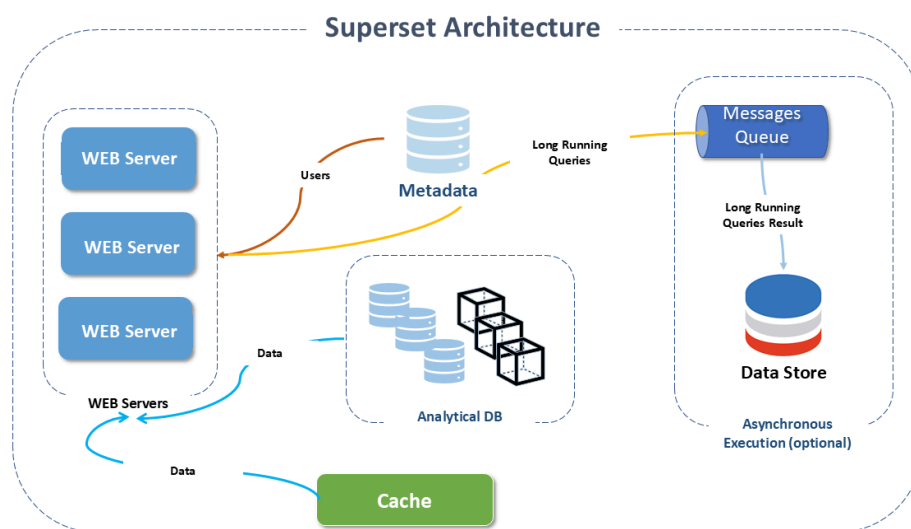 Superset Architecture
WEB Server
WEB Server
WEB Server
WEB Servers
Users
Metadata
Long Running
Queries
Messages
Queue
Long Running
Queries Result
Data Store
Asynchronous
Execution (optional)
Data
Analytical DB
Data
Cache